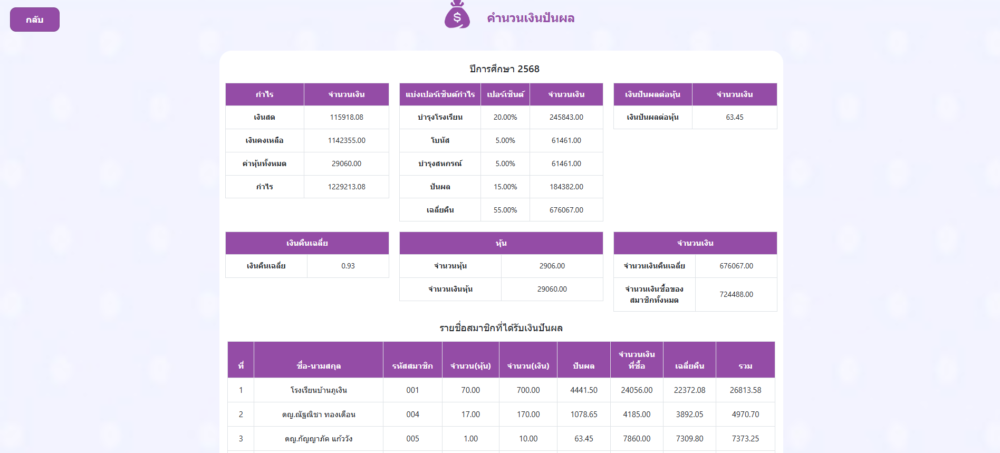 กลับ
คำนวนเงินปันผล
ปีการศึกษา 2568
กำไร จำนวนเงิน
เงินสด 115918.08
เงินคงเหลือ 1142355.00
ค่าหุ้นทั้งหมด 29060.00
กำไร 1229213.08
แบ่งเปอร์เซ็นต์กำไร เปอร์เซ็นต์ จำนวนเงิน
บำรุงโรงเรียน 20.00% 245843.00
โบนัส 5.00% 61461.00
บำรุงสหกรณ์ 5.00% 61461.00
ปันผล 15.00% 184382.00
เฉลี่ยคืน 55.00% 676067.00
เงินปันผลต่อหุ้น จำนวนเงิน
เงินปันผลต่อหุ้น 63.45
เงินคืนเฉลี่ย
เงินคืนเฉลี่ย 0.93
หุ้น
จำนวนหุ้น 2906.00
จำนวนเงินหุ้น 29060.00
จำนวนเงิน
จำนวนเงินคืนเฉลี่ย 676067.00
จำนวนเงินซื้อของ
สมาชิกทั้งหมด 724488.00
รายชื่อสมาชิกที่ได้รับเงินปันผล
ที่ ชื่อ-นามสกุล รหัสสมาชิก จำนวน(หุ้น) จำนวน(เงิน) ปันผล จำนวนเงิน
ที่ซื้อ เฉลี่ยคืน รวม
1 โรงเรียนบ้านภูเงิน 001 70.00 700.00 4441.50 24056.00 22372.08 26813.58
2 ดญ.ณัฐณิชา ทองเดือน 004 17.00 170.00 1078.65 4185.00 3892.05 4970.70
3 ดญ.กัญญาภัค แก้ววัง 005 1.00 10.00 63.45 7860.00 7309.80 7373.25